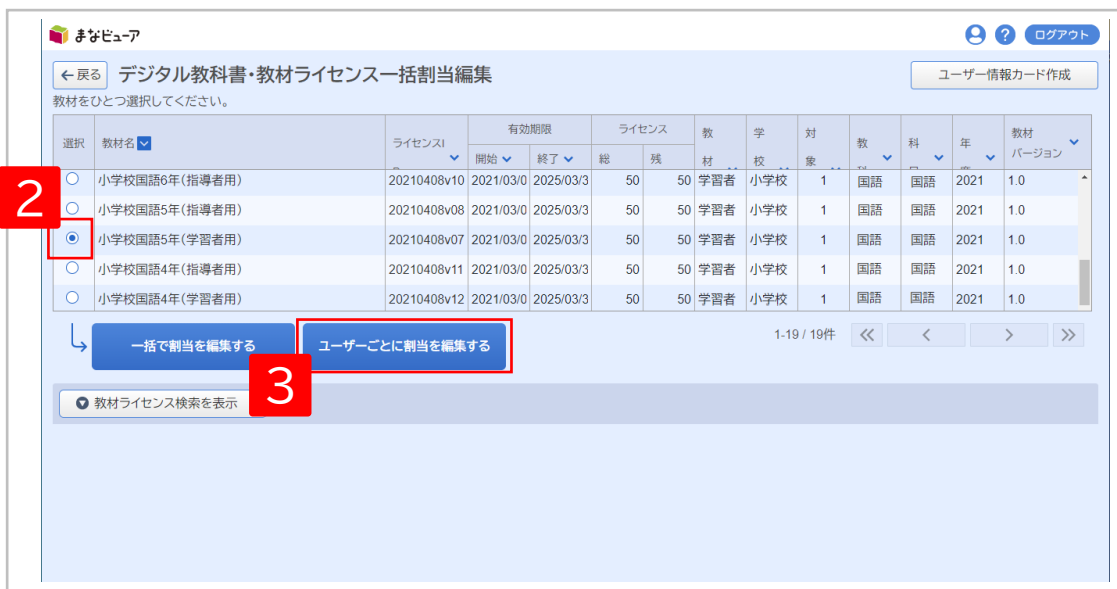 まなビューア
? ログアウト
←戻る デジタル教科書・教材ライセンス一括割当編集 ユーザー情報カード作成
教材をひとつ選択してください。
選択 教材名 ライセンスI 有効期限 開始 終了 ライセンス 総 残 教材 学校 対象 教 科 年 教材バージョン
小学校国語6年(指導者用) 20210408v10 2021/03/0 2025/03/3 50 50 学習者 小学校 1 国語 国語 2021 1.0
2
小学校国語5年(指導者用) 20210408v08 2021/03/0 2025/03/3 50 50 学習者 小学校 1 国語 国語 2021 1.0
小学校国語5年(学習者用) 20210408v07 2021/03/0 2025/03/3 50 50 学習者 小学校 1 国語 国語 2021 1.0
小学校国語4年(指導者用) 20210408v11 2021/03/0 2025/03/3 50 50 学習者 小学校 1 国語 国語 2021 1.0
小学校国語4年(学習者用) 20210408v12 2021/03/0 2025/03/3 50 50 学習者 小学校 1 国語 国語 2021 1.0
一括で割当を編集する ユーザーごとに割当を編集する 1-19 / 19件
3
教材ライセンス検索を表示